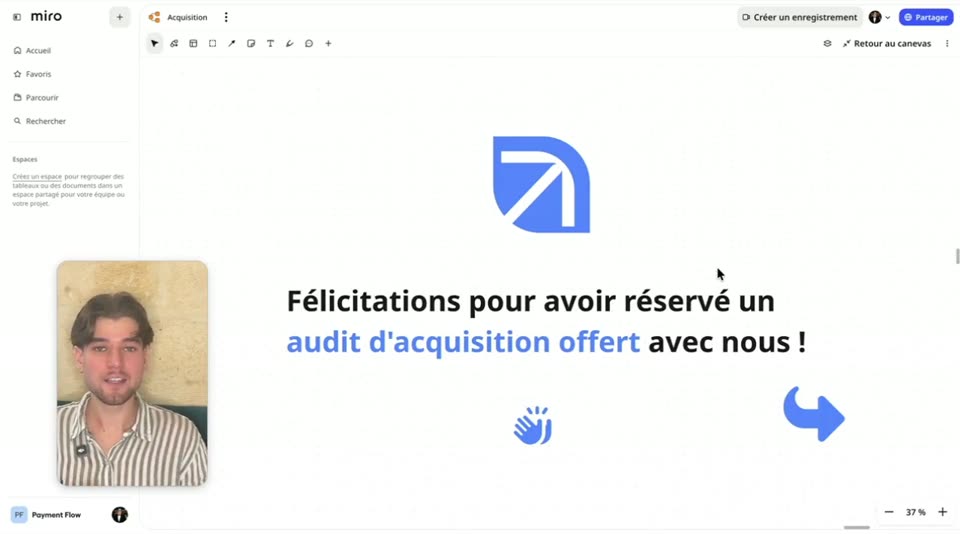 miro
Acquisition
Créer un enregistrement
Partager
Retour au canevas
Accueil
Favoris
Parcourir
Rechercher
Espaces
Créez un espace pour regrouper des
tableaux ou des documents dans un
espace partagé pour votre équipe ou
votre projet.
Félicitations pour avoir réservé un
audit d'acquisition offert avec nous !
PF Payment Flow
37 %